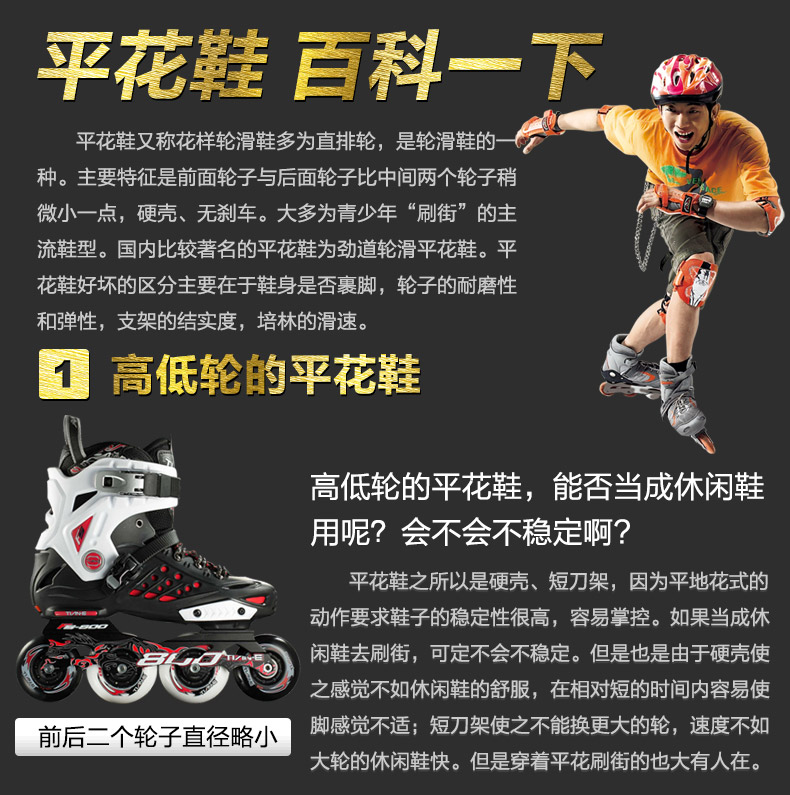 平花鞋 百科一下
平花鞋又称花样轮滑鞋多为直排轮，是轮滑鞋的一
种。主要特征是前面轮子与后面轮子比中间两个轮子稍
微小一点，硬壳、无刹车。大多为青少年“刷街”的主
流鞋型。国内比较著名的平花鞋为劲道轮滑平花鞋。平
花鞋好坏的区分主要在于鞋身是否裹脚，轮子的耐磨性
和弹性，支架的结实度，培林的滑速。
1 高低轮的平花鞋
高低轮的平花鞋，能否当成休闲鞋
用呢？会不会不稳定啊？
平花鞋之所以是硬壳、短刀架，因为平地花式的
动作要求鞋子的稳定性很高，容易掌控。如果当成休
闲鞋去刷街，可定不会不稳定。但是也是由于硬壳使
之感觉不如休闲鞋的舒服，在相对短的时间内容易使
脚感觉不适；短刀架使之不能换更大的轮，速度不如
大轮的休闲鞋快。但是穿着平花刷街的也大有人在。
前后二个轮子直径略小